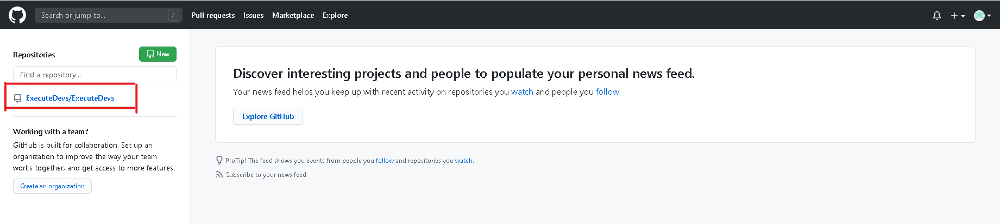 Search or jump to... /
Pull requests Issues Marketplace Explore
Repositories
New
Find a repository...
ExecuteDevs/ExecuteDevs
Working with a team?
GitHub is built for collaboration. Set up an
organization to improve the way your team
works together, and get access to more features.
Create an organization
Discover interesting projects and people to populate your personal news feed.
Your news feed helps you keep up with recent activity on repositories you watch and people you follow.
Explore GitHub
ProTip! The feed shows you events from people you follow and repositories you watch.
Subscribe to your news feed